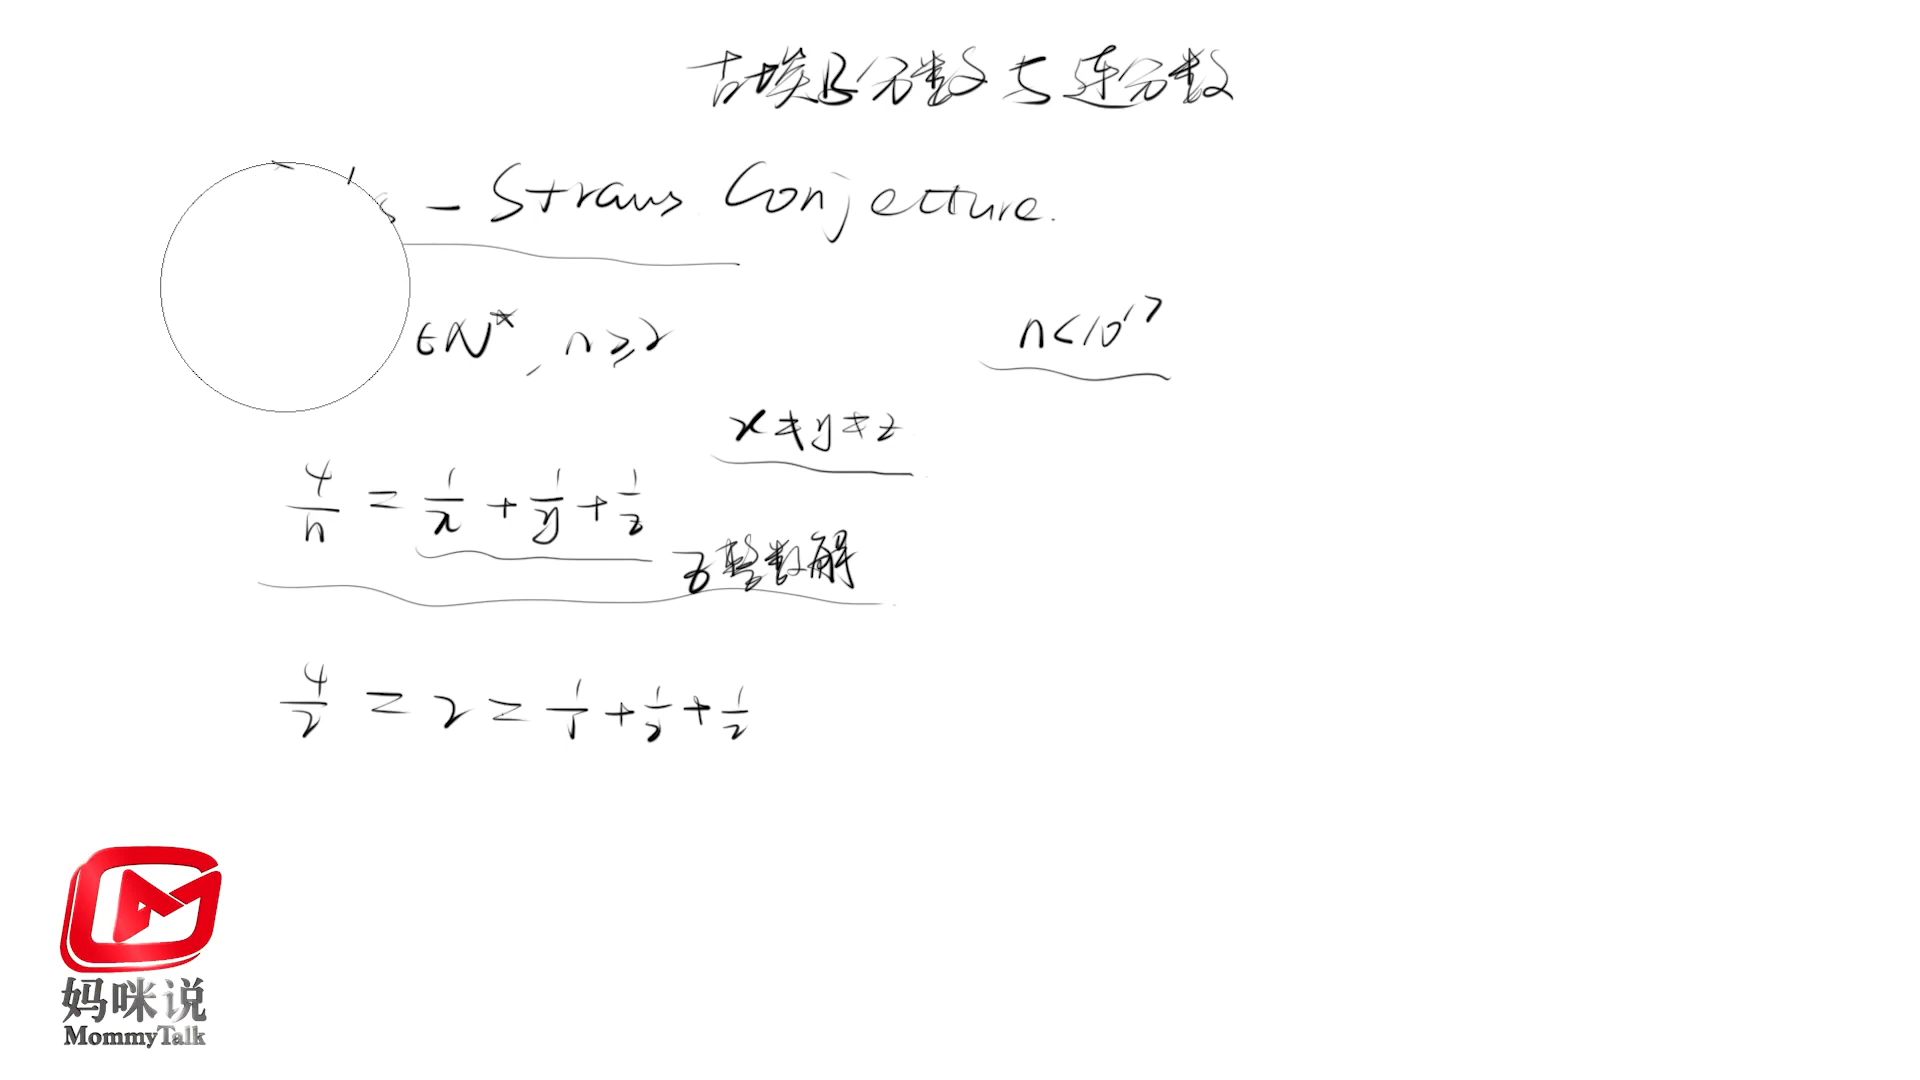 古埃及分数与连分数
s - Straus Conjecture.
∈N*, n≥2
n<10¹⁷
x≠y≠z
4/n = 1/x + 1/y + 1/z
正整数解
4/2 = 2 = 1/1 + 1/2 + 1/2
妈咪说
MommyTalk